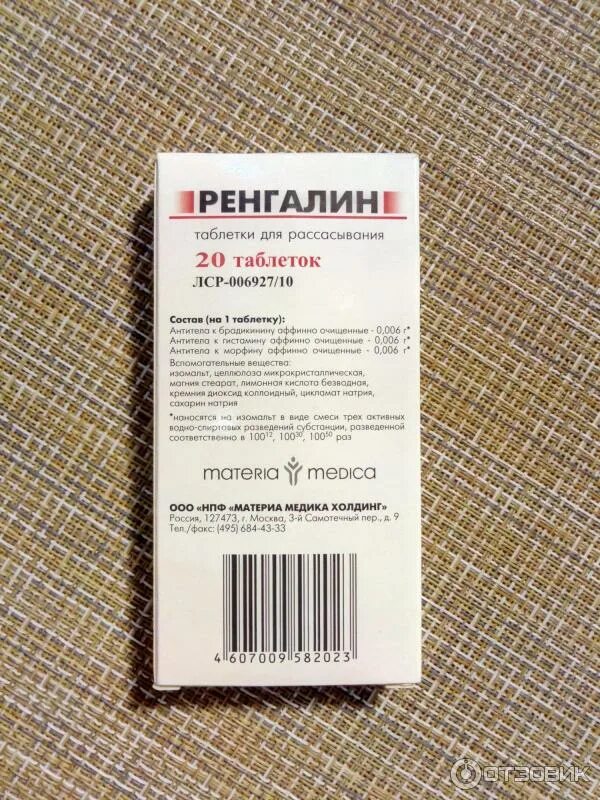 РЕНГАЛИН
таблетки для рассасывания
20 таблеток
ЛСР-006927/10
Состав (на 1 таблетку):
Антитела к брадикинину аффинно очищенные - 0,006 г*
Антитела к гистамину аффинно очищенные - 0,006 г*
Антитела к морфину аффинно очищенные - 0,006 г*
Вспомогательные вещества:
изомальт, целлюлоза микрокристаллическая,
магния стеарат, лимонная кислота безводная,
кремния диоксид коллоидный, цикламат натрия,
сахарин натрия
*наносятся на изомальт в виде смеси трех активных
водно-спиртовых разведений субстанции, разведенной
соответственно в 100¹², 100³⁰, 100⁵⁰ раз
materia medica
ООО «НПФ «МАТЕРИА МЕДИКА ХОЛДИНГ»
Россия, 127473, г. Москва, 3-й Самотечный пер., д. 9
Тел./факс: (495) 684-43-33
4 607009 582023
ОТЗОВИК